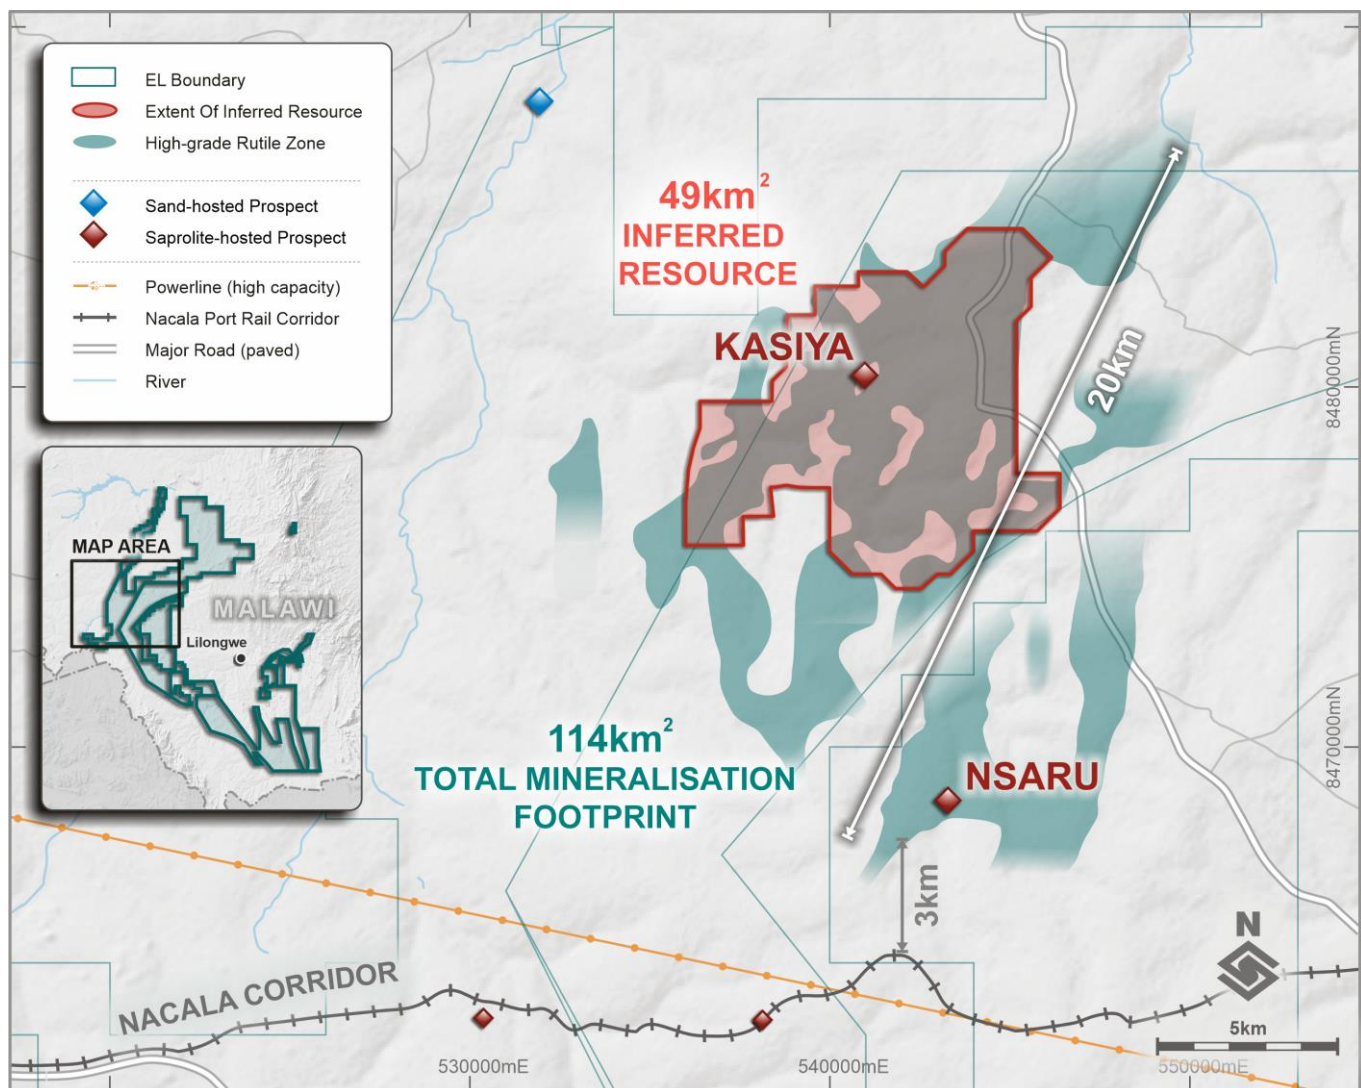 EL Boundary
Extent Of Inferred Resource
High-grade Rutile Zone
Sand-hosted Prospect
Saprolite-hosted Prospect
Powerline (high capacity)
Nacala Port Rail Corridor
Major Road (paved)
River
MAP AREA
MALAWI
Lilongwe
49km²
INFERRED
RESOURCE
KASIYA
20km
8480000mN
114km²
TOTAL MINERALISATION
FOOTPRINT
NSARU
8470000mN
3km
N
NACALA CORRIDOR
5km
530000mE
540000mE
550000mE